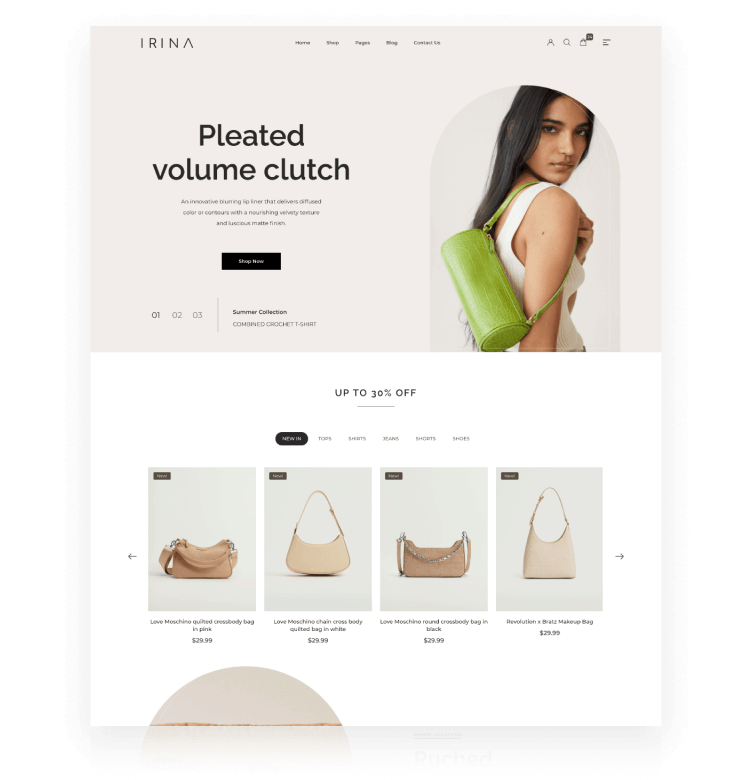 IRINA
Home Shop Pages Blog Contact Us
Pleated
volume clutch
An innovative blurring lip liner that delivers diffused
color or contours with a nourishing velvety texture
and luscious matte finish.
Shop Now
01 02 03
Summer Collection
COMBINED CROCHET T-SHIRT
UP TO 30% OFF
NEW IN TOPS SHIRTS JEANS SHORTS SHOES
New! New! New! New!
Love Moschino quilted crossbody bag
in pink
$29.99
Love Moschino chain cross body
quilted bag in white
$29.99
Love Moschino round crossbody bag in
black
$29.99
Revolution x Bratz Makeup Bag
$29.99